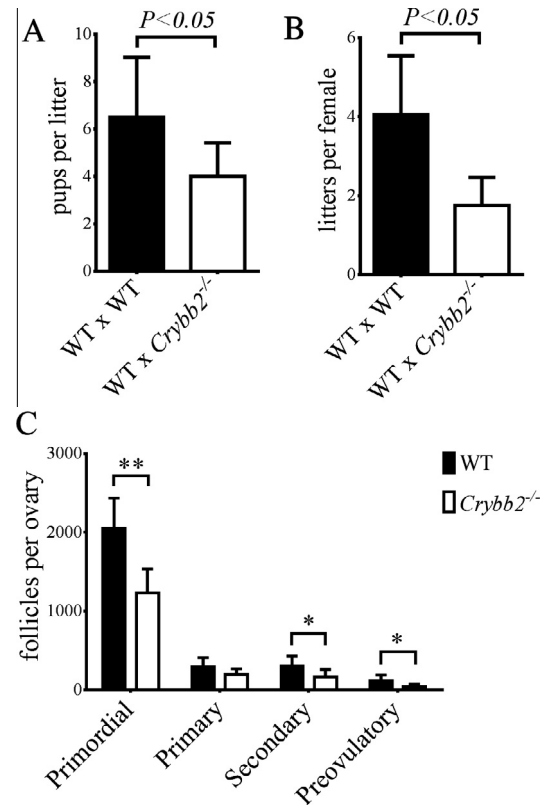 A
P<0.05
pups per litter
10
8
6
4
2
0
WT x WT
WT x Crybb2-/-
B
P<0.05
litters per female
6
4
2
0
WT x WT
WT x Crybb2-/-
C
follicles per ovary
3000
2000
1000
0
**
*
*
WT
Crybb2-/-
Primordial
Primary
Secondary
Preovulatory